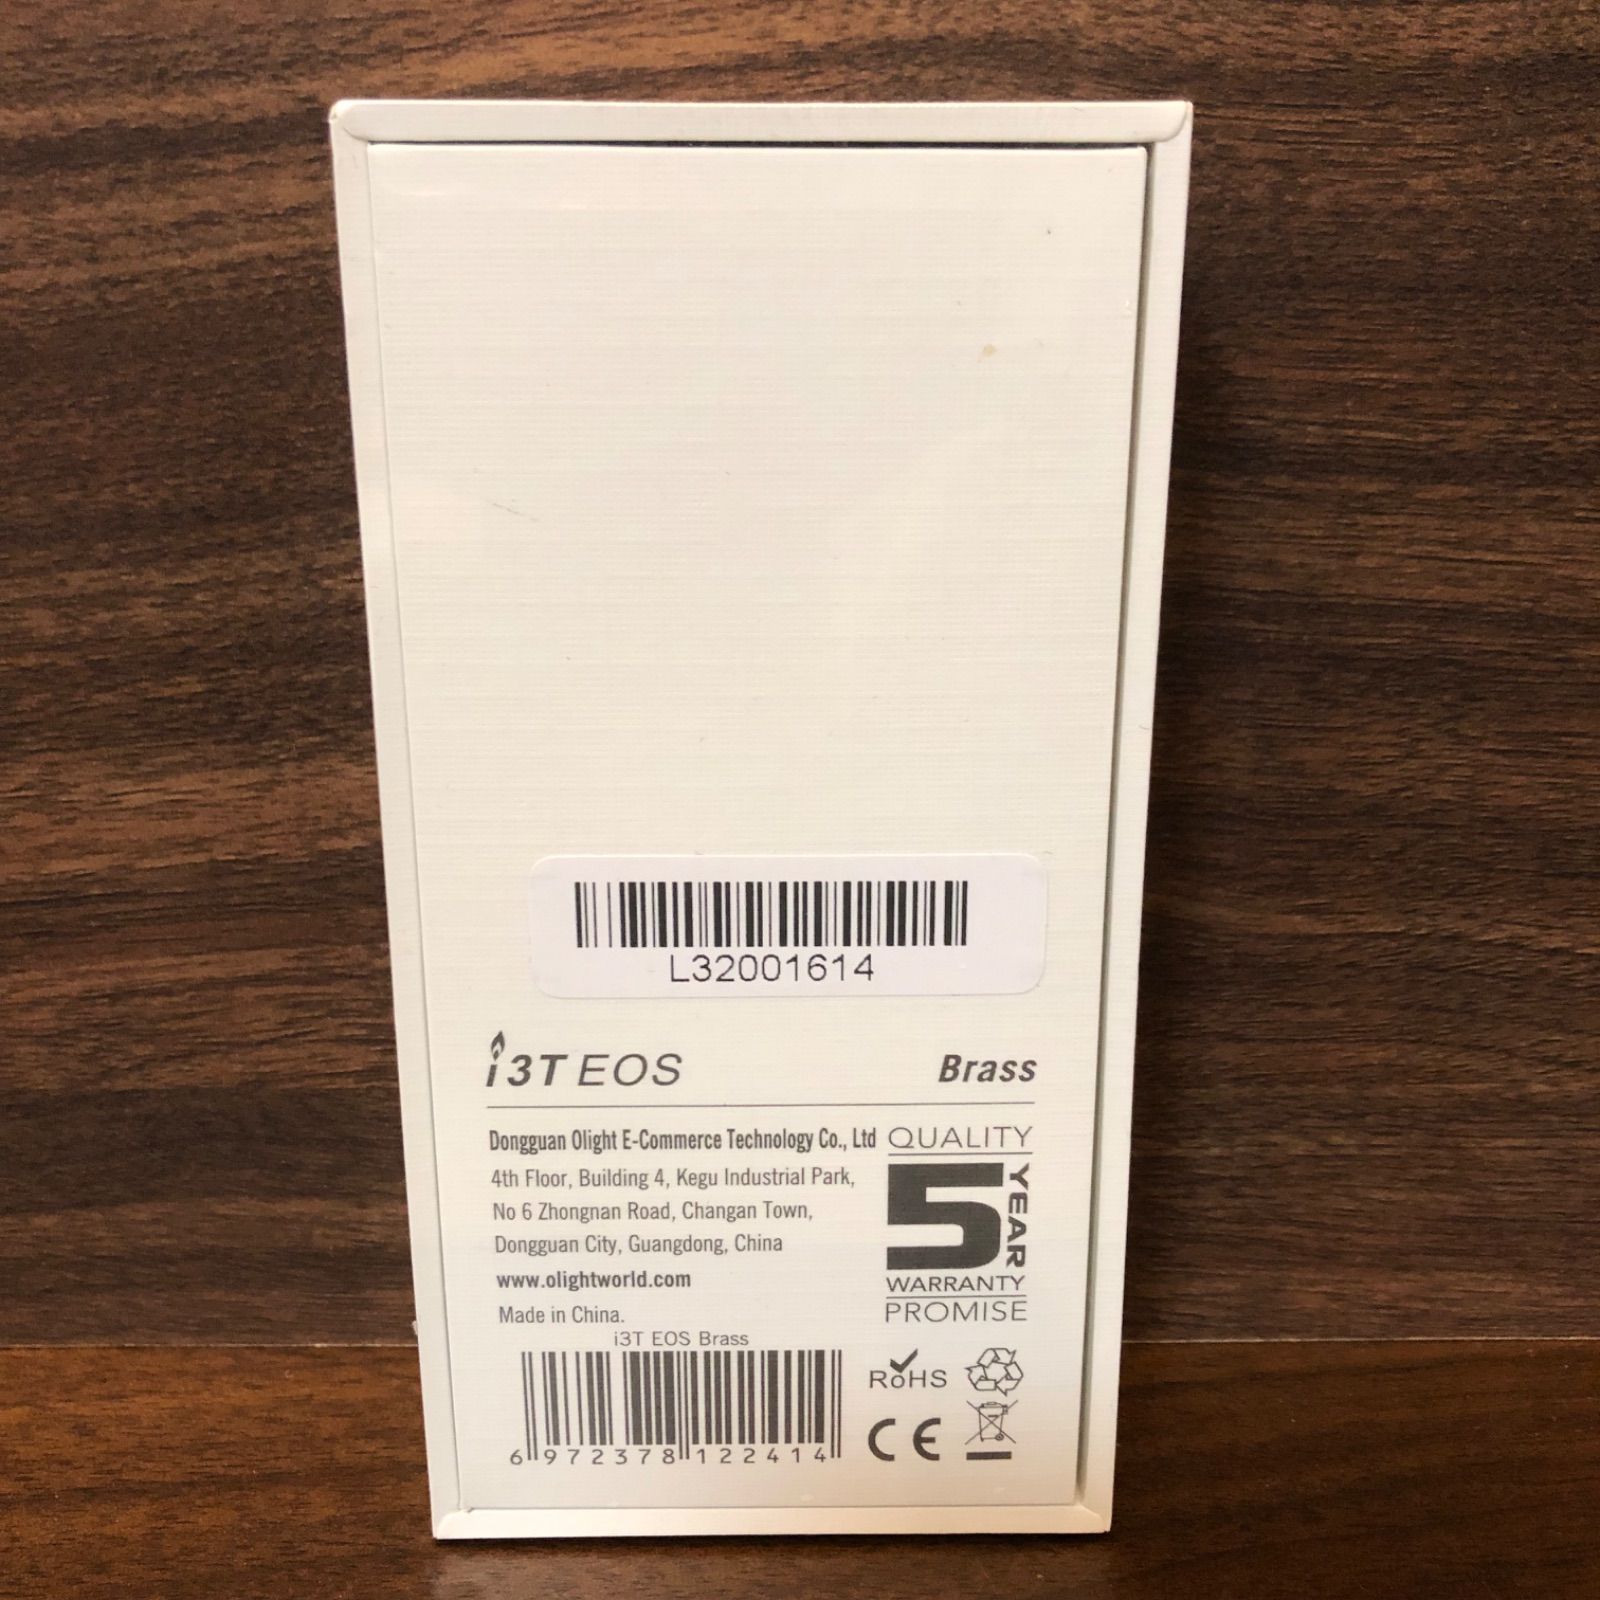 L32001614
i3T EOS
Brass
Dongguan Olight E-Commerce Technology Co., Ltd
4th Floor, Building 4, Kegu Industrial Park,
No 6 Zhongnan Road, Changan Town,
Dongguan City, Guangdong, China
www.olightworld.com
Made in China.
QUALITY
5 YEAR
WARRANTY
PROMISE
i3T EOS Brass
6 972378 122414
RoHS
CE